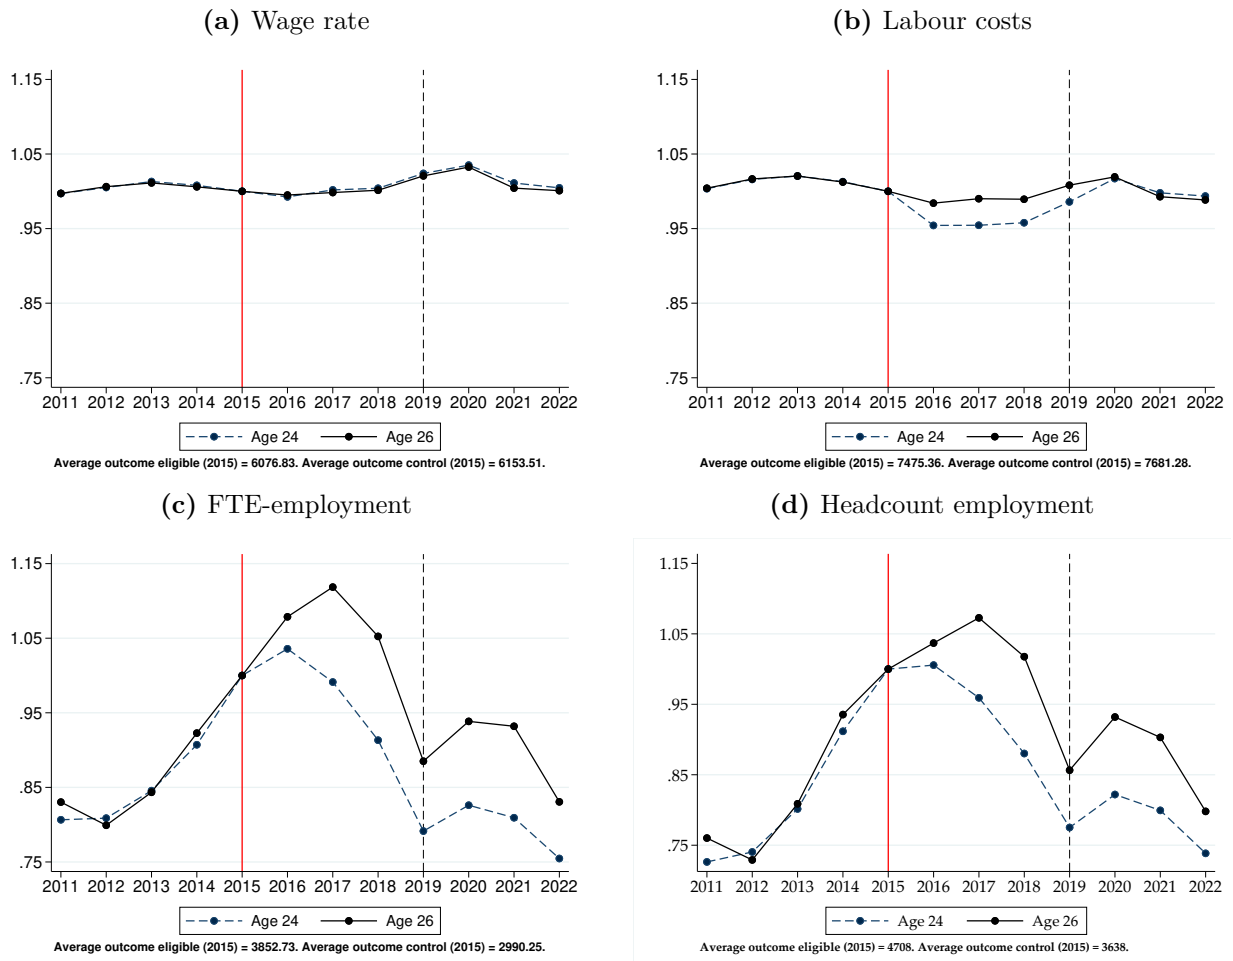 (a) Wage rate
1.15
1.05
.95
.85
.75
2011 2012 2013 2014 2015 2016 2017 2018 2019 2020 2021 2022
Age 24 Age 26
Average outcome eligible (2015) = 6076.83. Average outcome control (2015) = 6153.51.
(b) Labour costs
1.15
1.05
.95
.85
.75
2011 2012 2013 2014 2015 2016 2017 2018 2019 2020 2021 2022
Age 24 Age 26
Average outcome eligible (2015) = 7475.36. Average outcome control (2015) = 7681.28.
(c) FTE-employment
1.15
1.05
.95
.85
.75
2011 2012 2013 2014 2015 2016 2017 2018 2019 2020 2021 2022
Age 24 Age 26
Average outcome eligible (2015) = 3852.73. Average outcome control (2015) = 2990.25.
(d) Headcount employment
1.15
1.05
.95
.85
.75
2011 2012 2013 2014 2015 2016 2017 2018 2019 2020 2021 2022
Age 24 Age 26
Average outcome eligible (2015) = 4708. Average outcome control (2015) = 3638.